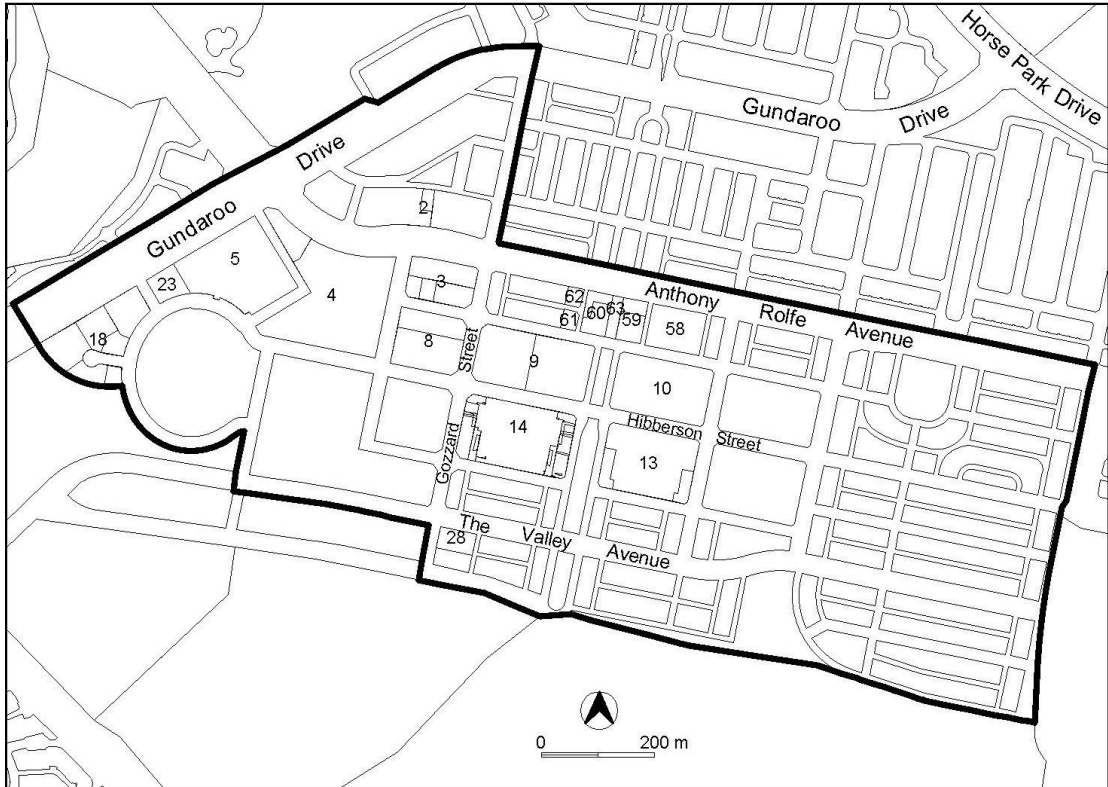 Horse Park Drive
Gundaroo Drive
Gundaroo Drive
2
5
23
4
3
18
62
63
60
61
59
58
Anthony Rolfe Avenue
8
Street
9
10
14
Hibberson Street
13
Gozzard
The Valley Avenue
28
0 200 m